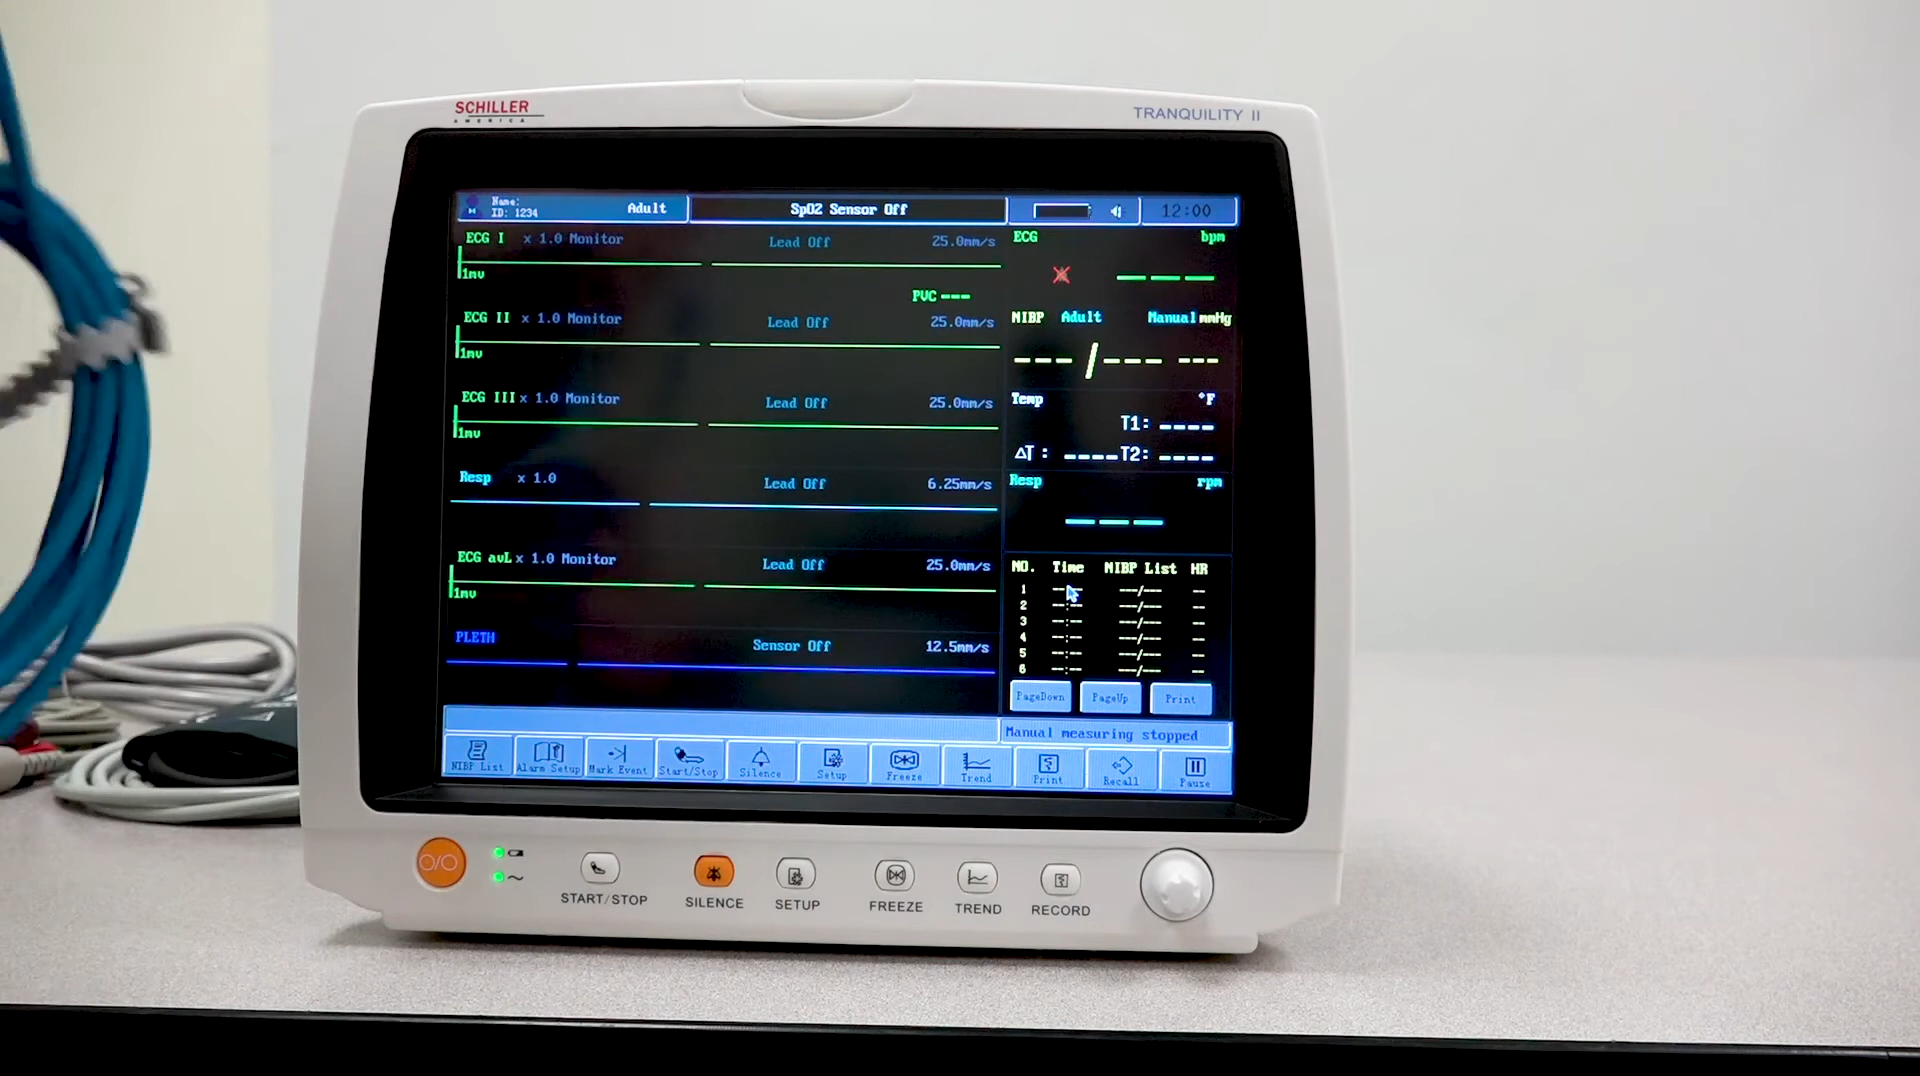 SCHILLER
AMERICA
TRANQUILITY II
Name:
ID: 1234
Adult
SpO2 Sensor Off
12:00
ECG I x 1.0 Monitor Lead Off 25.0mm/s
1mv
PVC ---
ECG II x 1.0 Monitor Lead Off 25.0mm/s
1mv
ECG III x 1.0 Monitor Lead Off 25.0mm/s
1mv
Resp x 1.0 Lead Off 6.25mm/s
ECG avL x 1.0 Monitor Lead Off 25.0mm/s
1mv
PLETH Sensor Off 12.5mm/s
ECG bpm
---
NIBP Adult Manual mmHg
---/--- ---
Temp °F
T1: ----
ΔT : ---- T2: ----
Resp rpm
---
NO. Time NIBP List HR
1 --:-- ---/--- --
2 --:-- ---/--- --
3 --:-- ---/--- --
4 --:-- ---/--- --
5 --:-- ---/--- --
6 --:-- ---/--- --
PageDown PageUp Print
Manual measuring stopped
NIBP List Alarm Setup Mark Event Start/Stop Silence Setup Freeze Trend Print Recall Pause
START/STOP SILENCE SETUP FREEZE TREND RECORD